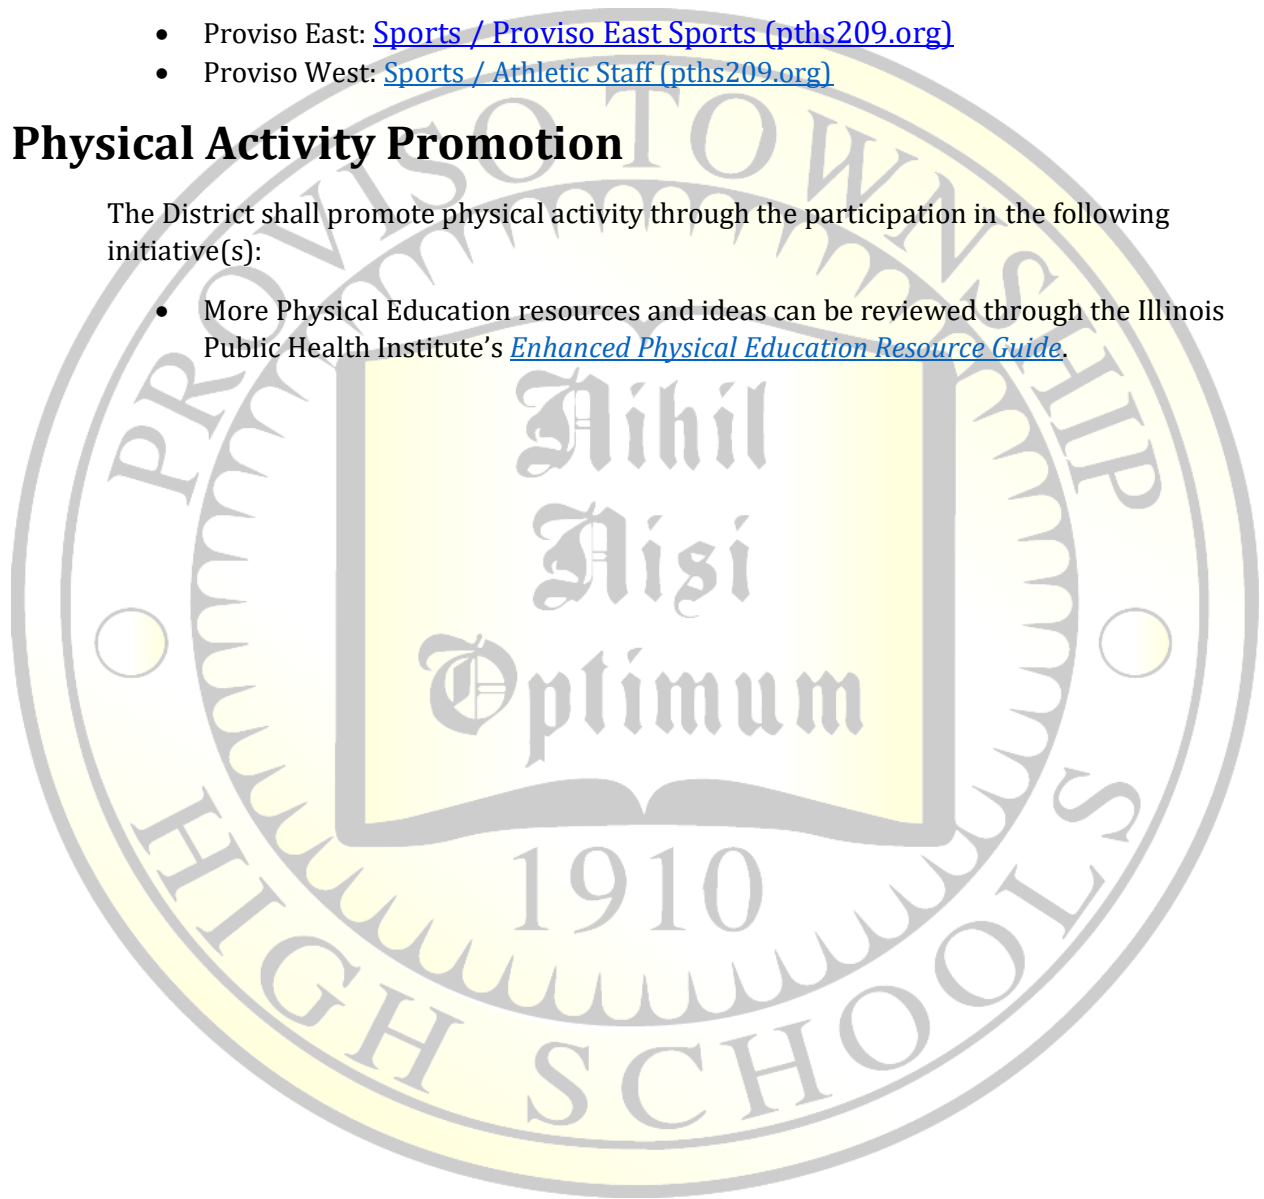 • Proviso East: Sports / Proviso East Sports (pths209.org)
• Proviso West: Sports / Athletic Staff (pths209.org)
Physical Activity Promotion
The District shall promote physical activity through the participation in the following
initiative(s):
• More Physical Education resources and ideas can be reviewed through the Illinois
Public Health Institute’s Enhanced Physical Education Resource Guide.
PROVISO TOWNSHIP
Nihil
Nisi
Optimum
1910
HIGH SCHOOLS